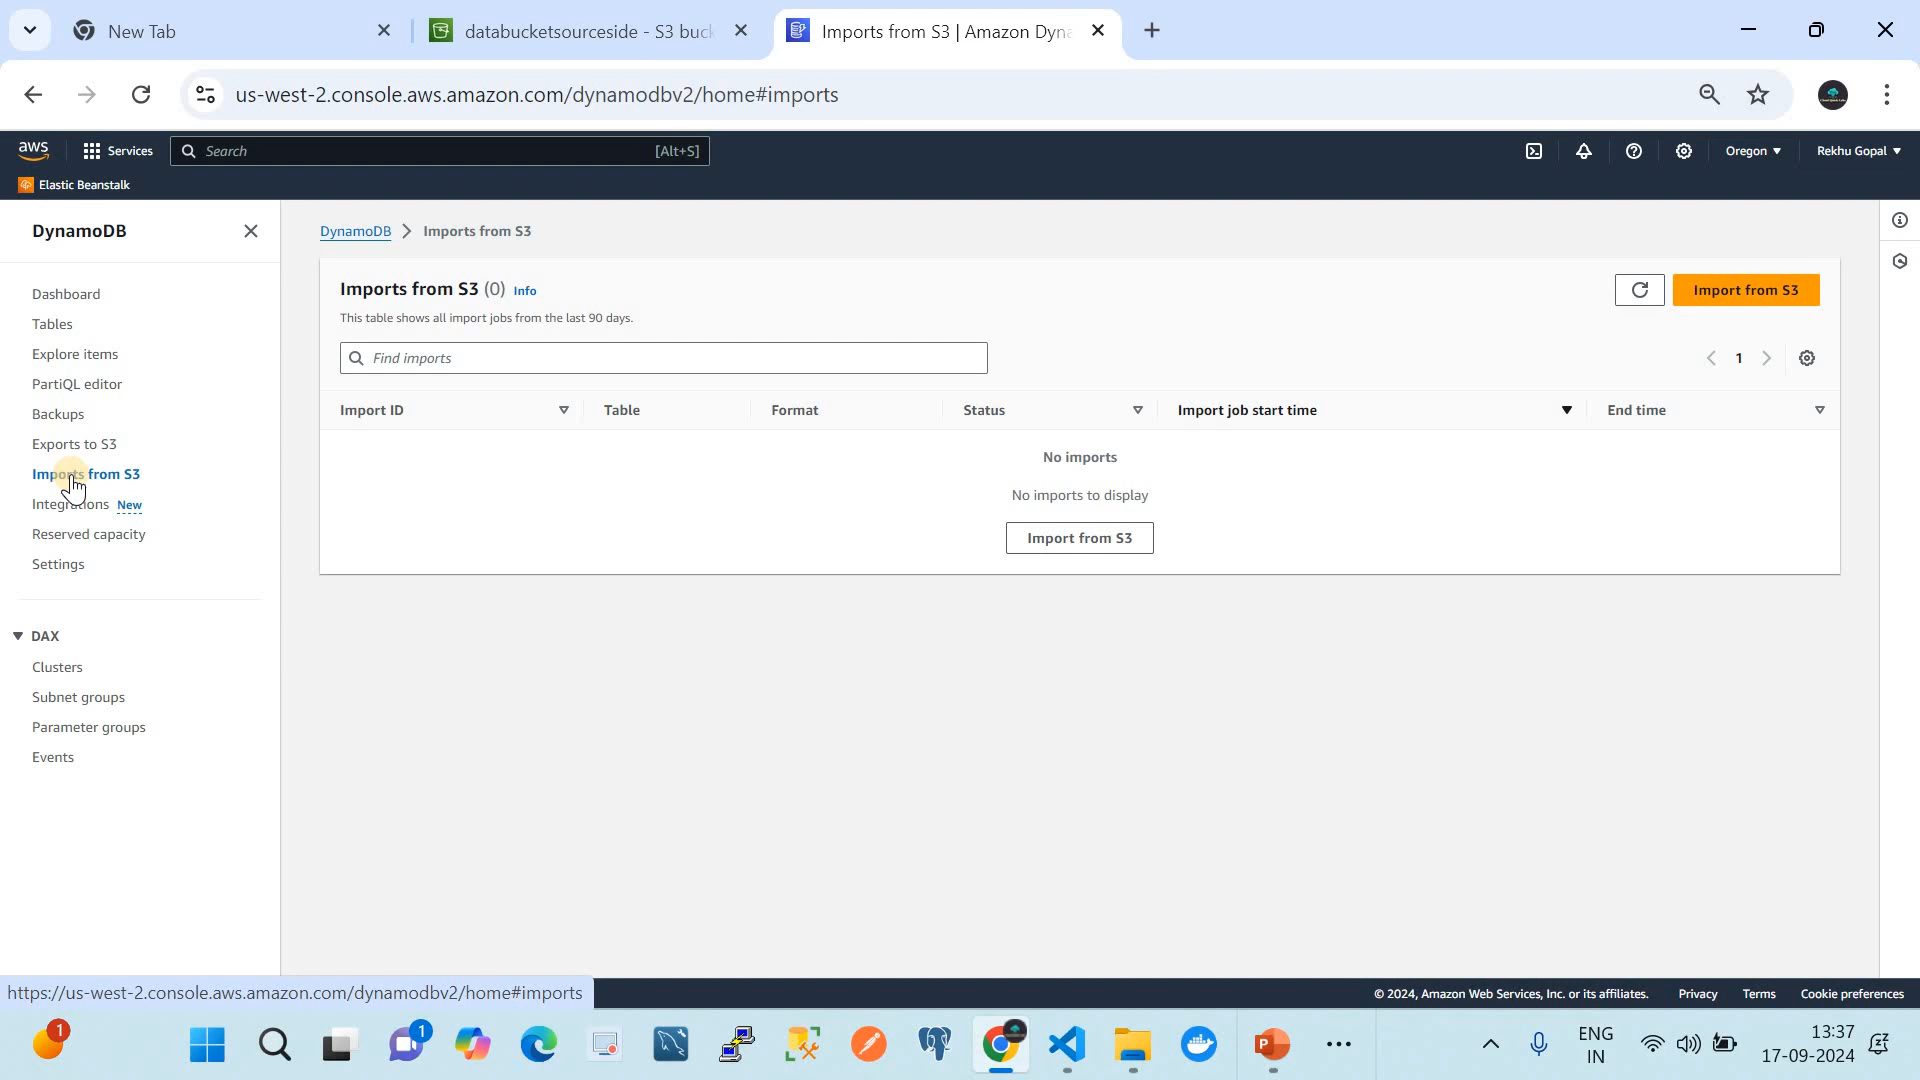 New Tab
databucketsourceside - S3 buc
Imports from S3 | Amazon Dyna
us-west-2.console.aws.amazon.com/dynamodbv2/home#imports
aws
Services
Search
[Alt+S]
Oregon
Rekhu Gopal
Elastic Beanstalk
DynamoDB
Dashboard
Tables
Explore items
PartiQL editor
Backups
Exports to S3
Imports from S3
Integrations New
Reserved capacity
Settings
DAX
Clusters
Subnet groups
Parameter groups
Events
DynamoDB > Imports from S3
Imports from S3 (0) Info
This table shows all import jobs from the last 90 days.
Import from S3
Find imports
1
Import ID Table Format Status Import job start time End time
No imports
No imports to display
Import from S3
https://us-west-2.console.aws.amazon.com/dynamodbv2/home#imports
© 2024, Amazon Web Services, Inc. or its affiliates. Privacy Terms Cookie preferences
1
1
P
ENG
IN
13:37
17-09-2024